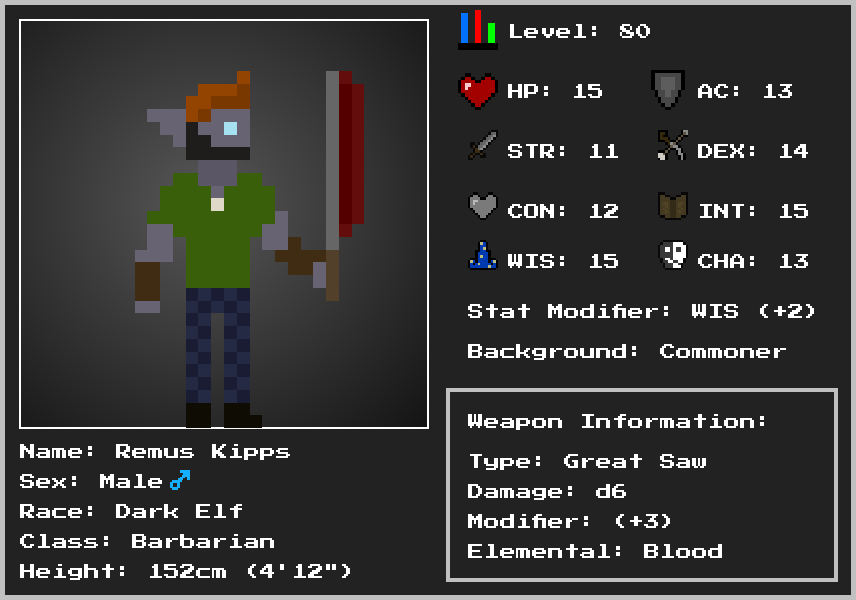 Level: 80
HP: 15
AC: 13
STR: 11
DEX: 14
CON: 12
INT: 15
WIS: 15
CHA: 13
Stat Modifier: WIS (+2)
Background: Commoner
Weapon Information:
Type: Great Saw
Damage: d6
Modifier: (+3)
Elemental: Blood
Name: Remus Kipps
Sex: Male♂
Race: Dark Elf
Class: Barbarian
Height: 152cm (4'12")